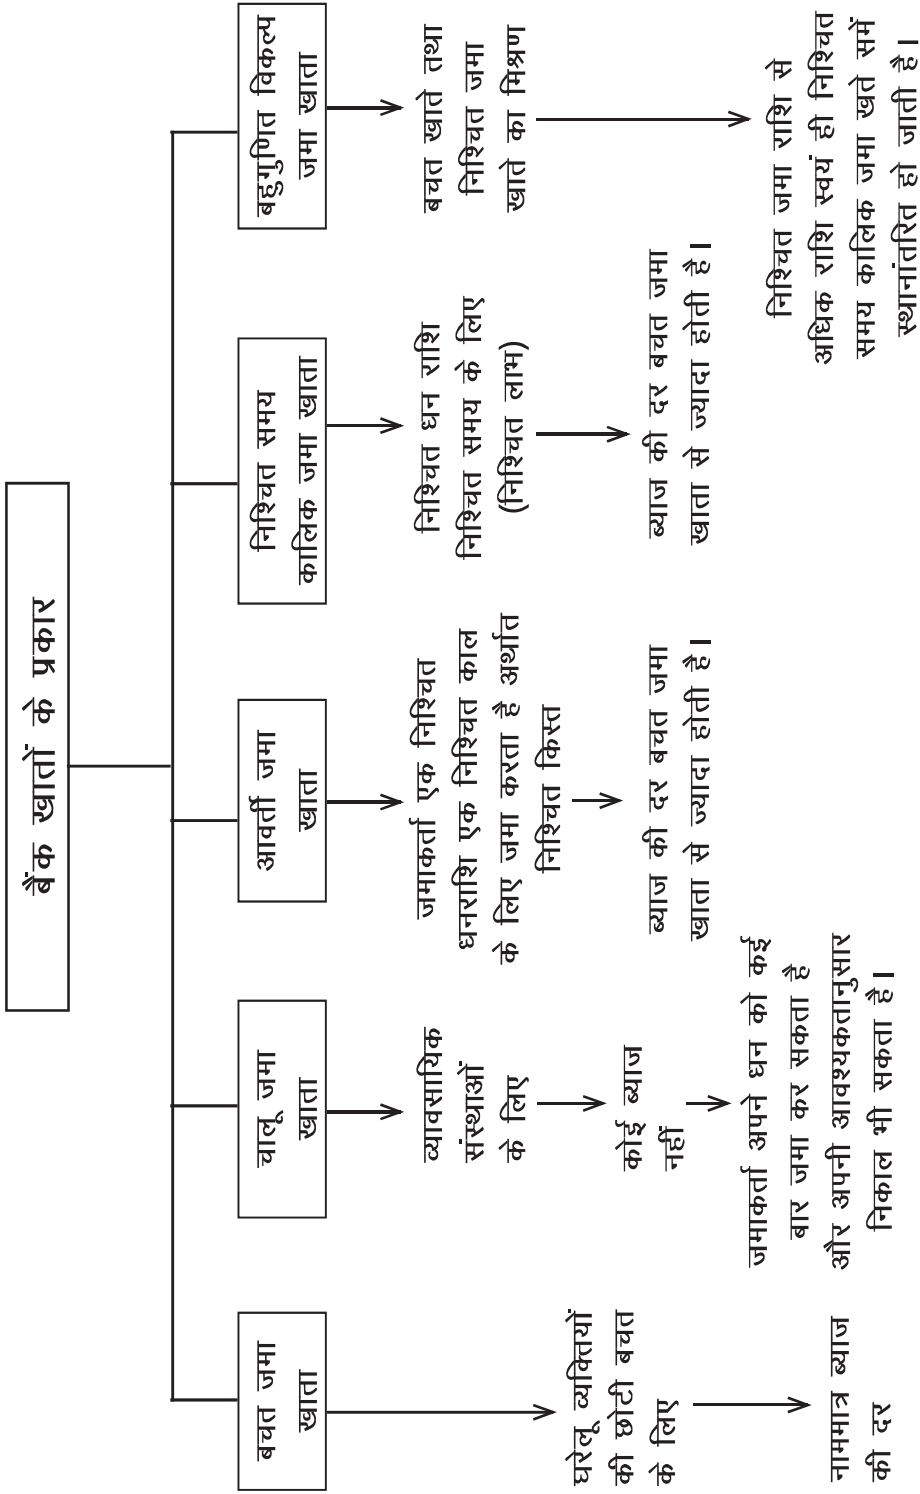 बैंक खातों के प्रकार
बचत जमा
खाता
चालू जमा
खाता
आवर्ती जमा
खाता
निश्चित समय
कालिक जमा खाता
बहुगुणित विकल्प
जमा खाता
घरेलू व्यक्तियों
की छोटी बचत
के लिए
नाममात्र ब्याज
की दर
व्यावसायिक
संस्थाओं
के लिए
कोई ब्याज
नहीं
जमाकर्ता अपने धन को कई
बार जमा कर सकता है
और अपनी आवश्यकतानुसार
निकाल भी सकता है।
जमाकर्ता एक निश्चित
धनराशि एक निश्चित काल
के लिए जमा करता है अर्थात
निश्चित किस्त
ब्याज की दर बचत जमा
खाता से ज्यादा होती है।
निश्चित धन राशि
निश्चित समय के लिए
(निश्चित लाभ)
ब्याज की दर बचत जमा
खाता से ज्यादा होती है।
बचत खाते तथा
निश्चित जमा
खाते का मिश्रण
निश्चित जमा राशि से
अधिक राशि स्वयं ही निश्चित
समय कालिक जमा खते समें
स्थानांतरित हो जाती है।